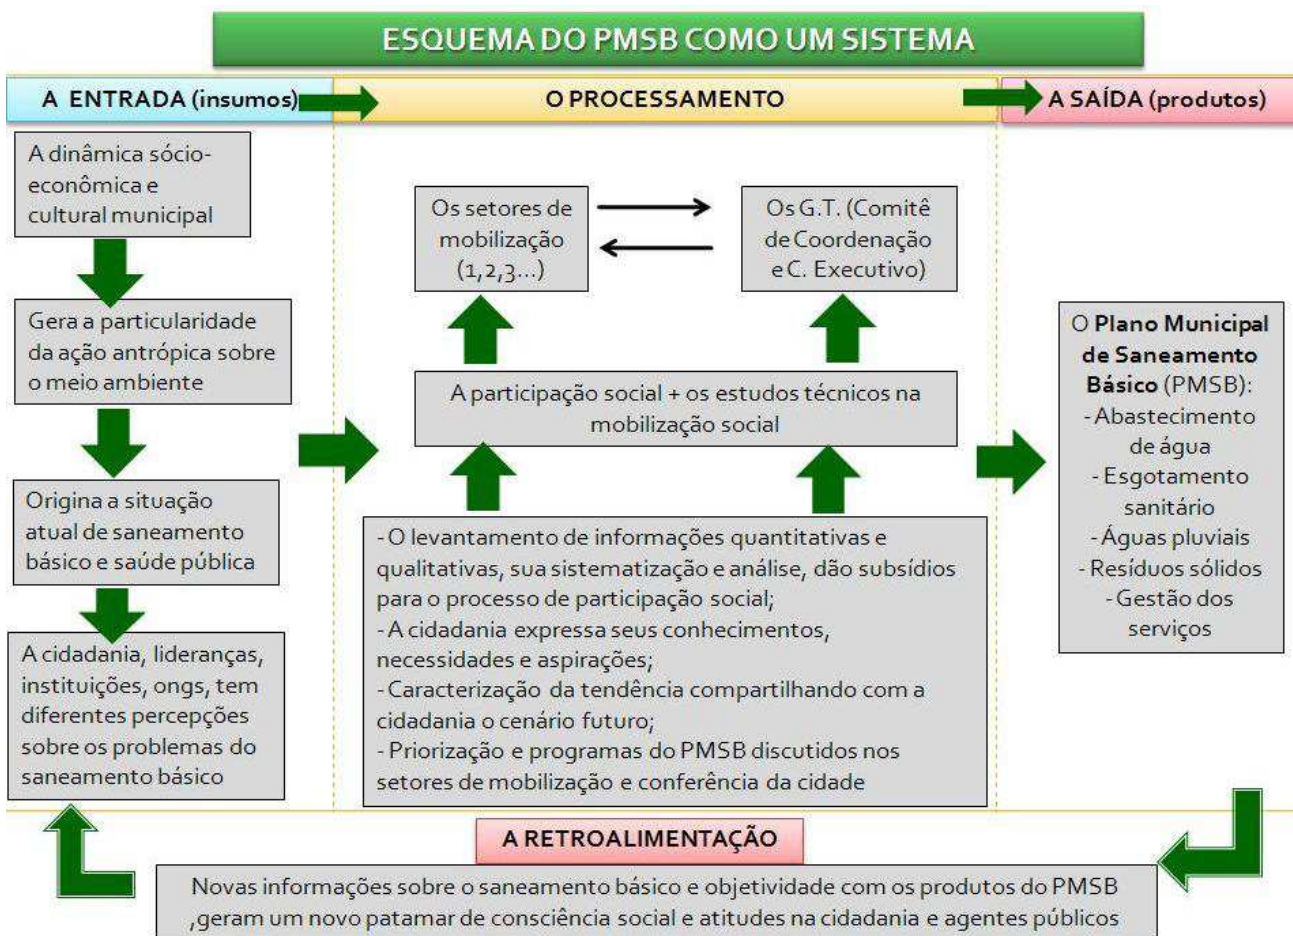 ESQUEMA DO PMSB COMO UM SISTEMA
A ENTRADA (insumos)
O PROCESSAMENTO
A SAÍDA (produtos)
A dinâmica sócio-
econômica e
cultural municipal
Gera a particularidade
da ação antrópica sobre
o meio ambiente
Origina a situação
atual de saneamento
básico e saúde pública
A cidadania, lideranças,
instituições, ongs, tem
diferentes percepções
sobre os problemas do
saneamento básico
Os setores de
mobilização
(1,2,3...)
Os G.T. (Comitê
de Coordenação
e C. Executivo)
A participação social + os estudos técnicos na
mobilização social
- O levantamento de informações quantitativas e
qualitativas, sua sistematização e análise, dão subsídios
para o processo de participação social;
- A cidadania expressa seus conhecimentos,
necessidades e aspirações;
- Caracterização da tendência compartilhando com a
cidadania o cenário futuro;
- Priorização e programas do PMSB discutidos nos
setores de mobilização e conferência da cidade
O Plano Municipal
de Saneamento
Básico (PMSB):
- Abastecimento
de água
- Esgotamento
sanitário
- Águas pluviais
- Resíduos sólidos
- Gestão dos
serviços
A RETROALIMENTAÇÃO
Novas informações sobre o saneamento básico e objetividade com os produtos do PMSB
,geram um novo patamar de consciência social e atitudes na cidadania e agentes públicos